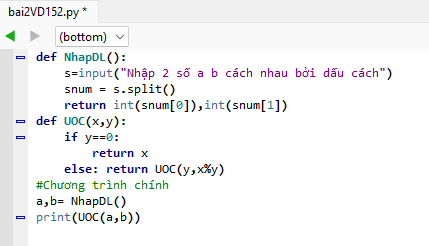 bai2VD152.py *
(bottom)
def NhapDL():
    s=input("Nhập 2 số a b cách nhau bởi dấu cách")
    snum = s.split()
    return int(snum[0]),int(snum[1])
def UOC(x,y):
    if y==0:
        return x
    else: return UOC(y,x%y)
#Chương trình chính
a,b= NhapDL()
print(UOC(a,b))